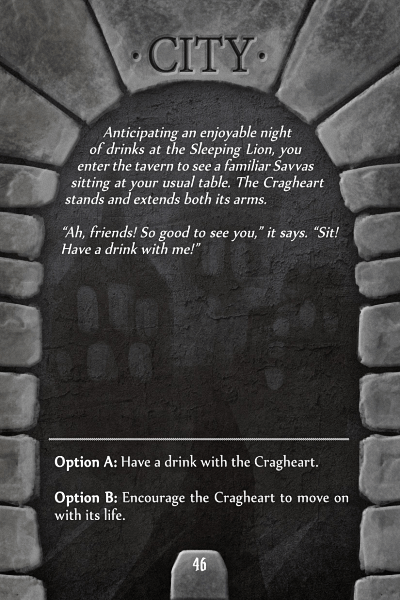 · CITY ·
Anticipating an enjoyable night
of drinks at the Sleeping Lion, you
enter the tavern to see a familiar Savvas
sitting at your usual table. The Cragheart
stands and extends both its arms.
“Ah, friends! So good to see you,” it says. “Sit!
Have a drink with me!”
Option A: Have a drink with the Cragheart.
Option B: Encourage the Cragheart to move on
with its life.
46